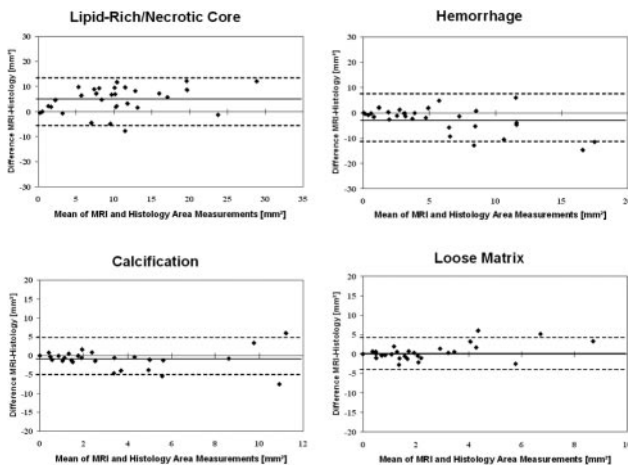 Lipid-Rich/Necrotic Core
Difference MRI-Histology [mm²]
30
20
10
0
-10
-20
-30
0 5 10 15 20 25 30 35
Mean of MRI and Histology Area Measurements [mm²]
Hemorrhage
Difference MRI-Histology [mm²]
30
20
10
0
-10
-20
-30
0 5 10 15 20
Mean of MRI and Histology Area Measurements [mm²]
Calcification
Difference MRI-Histology [mm²]
20
15
10
5
0
-5
-10
-15
-20
0 2 4 6 8 10 12
Mean of MRI and Histology Area Measurements [mm²]
Loose Matrix
Difference MRI-Histology [mm²]
20
15
10
5
0
-5
-10
-15
-20
0 2 4 6 8 10
Mean of MRI and Histology Area Measurements [mm²]